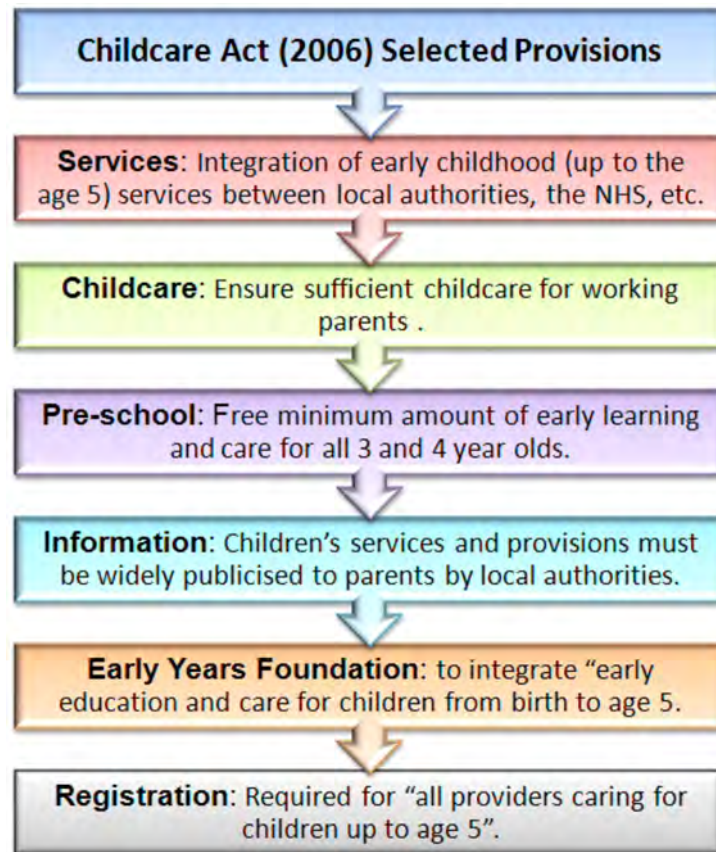 Childcare Act (2006) Selected Provisions
Services: Integration of early childhood (up to the
age 5) services between local authorities, the NHS, etc.
Childcare: Ensure sufficient childcare for working
parents .
Pre-school: Free minimum amount of early learning
and care for all 3 and 4 year olds.
Information: Children’s services and provisions must
be widely publicised to parents by local authorities.
Early Years Foundation: to integrate “early
education and care for children from birth to age 5.
Registration: Required for “all providers caring for
children up to age 5”.